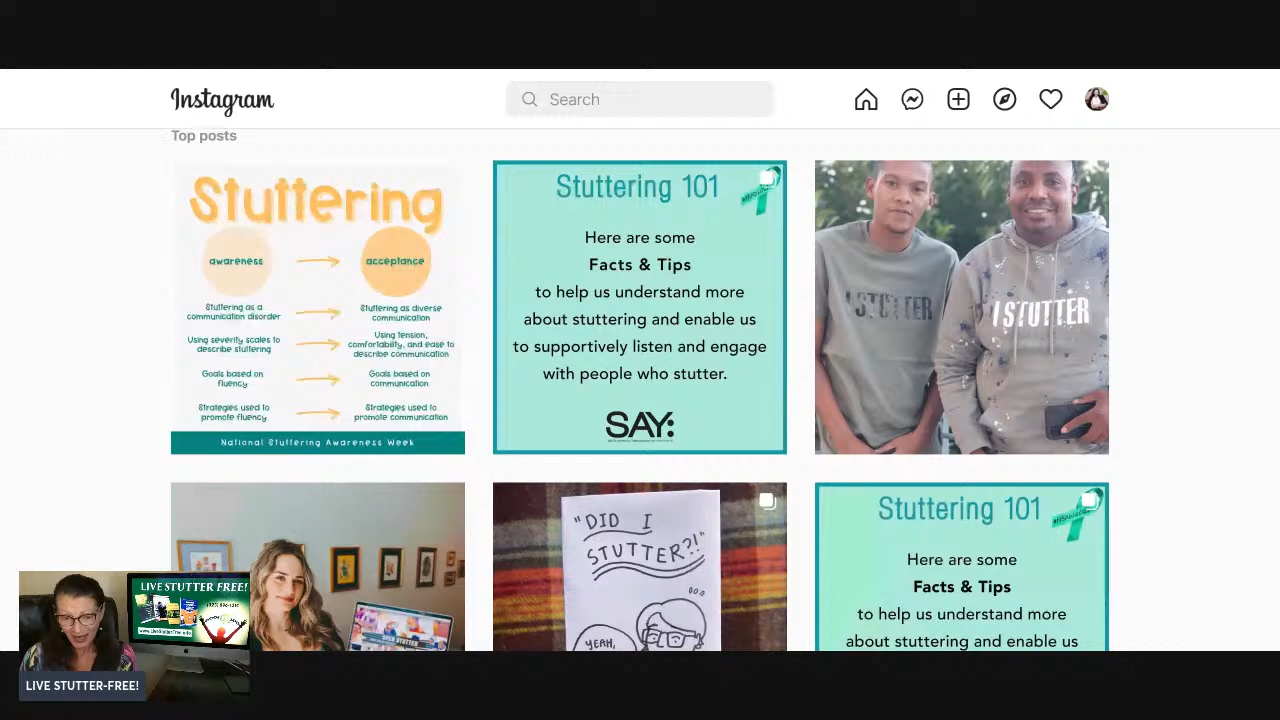 Instagram
Search
Top posts
Stuttering
awareness
acceptance
Stuttering as a
communication disorder
Stuttering as diverse
communication
Using severity scales to
describe stuttering
Using tension,
comfortability, and ease to
describe communication
Goals based on
fluency
Goals based on
communication
Strategies used to
promote fluency
Strategies used to
promote communication
National Stuttering Awareness Week
Stuttering 101
Here are some
Facts & Tips
to help us understand more
about stuttering and enable us
to supportively listen and engage
with people who stutter.
SAY:
I STUTTER
I STUTTER
"DID I
STUTTER?!"
YEAH,
Stuttering 101
Here are some
Facts & Tips
to help us understand more
about stuttering and enable us
LIVE STUTTER FREE!
www.LiveStutterFree.info
LIVE STUTTER-FREE!